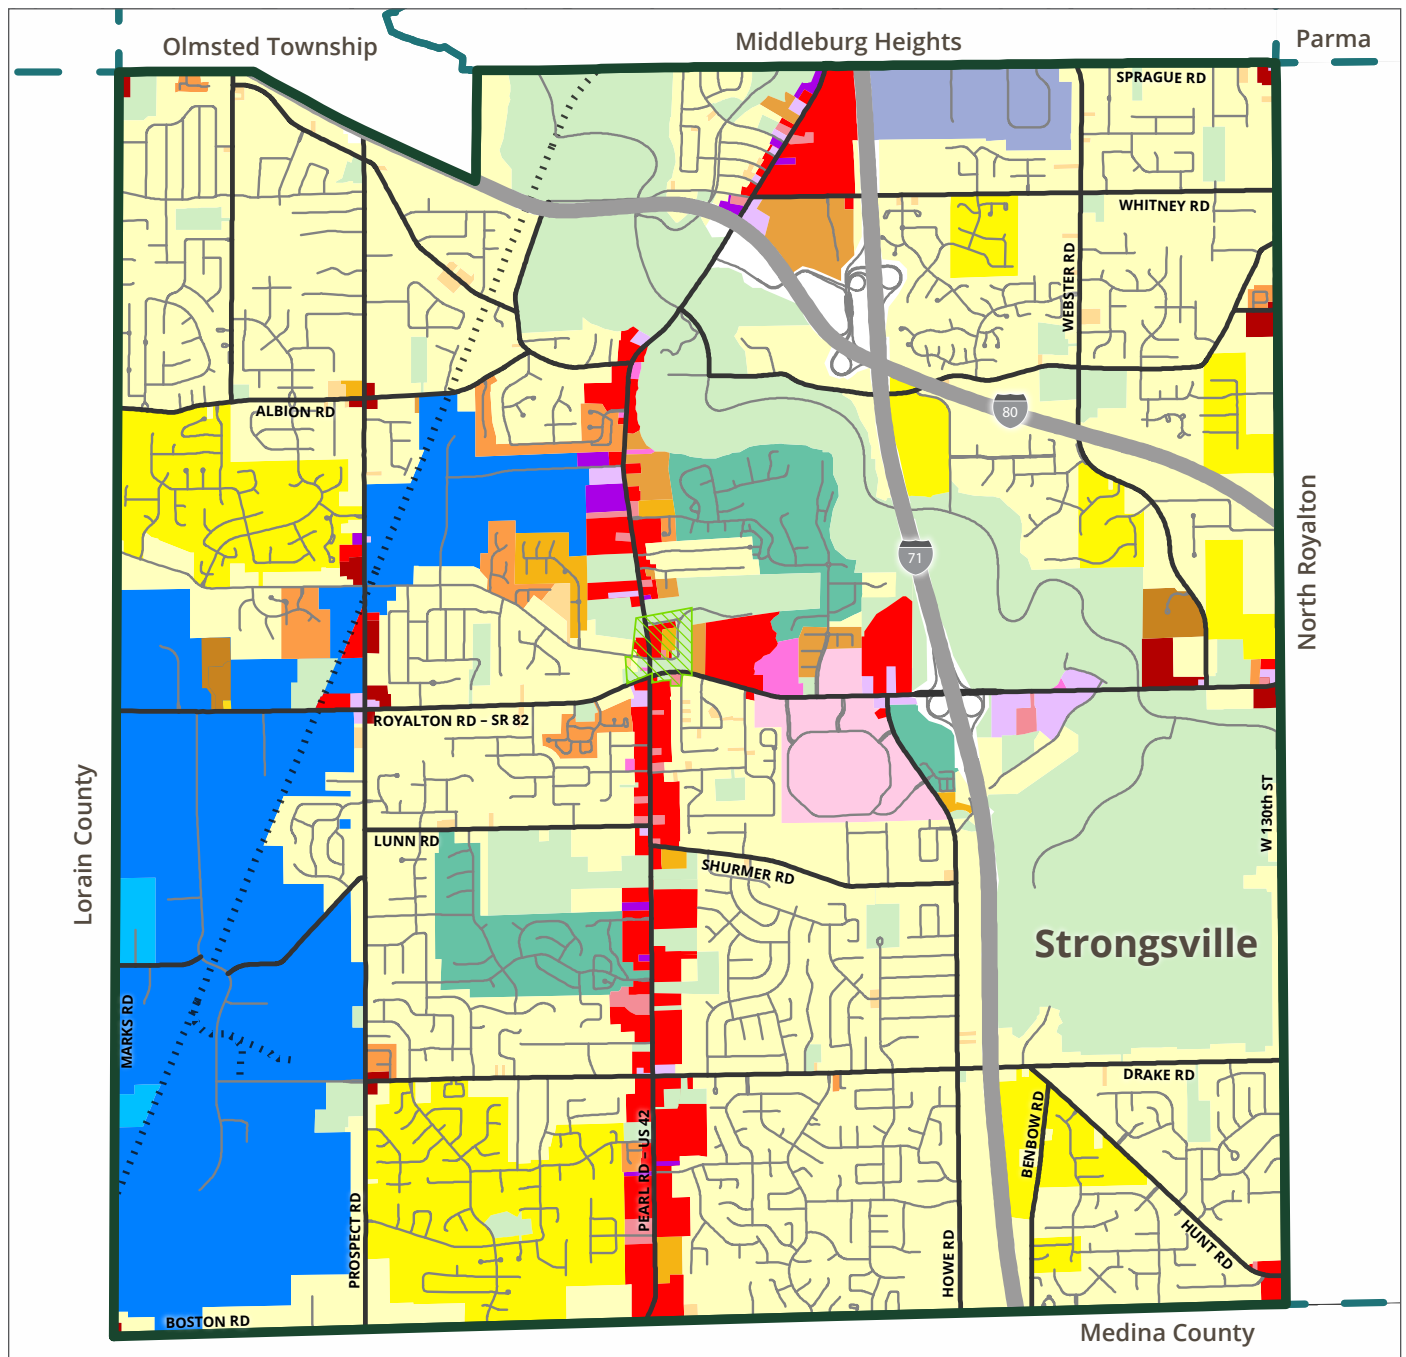 Olmsted Township
Middleburg Heights
Parma
SPRAGUE RD
WHITNEY RD
WEBSTER RD
ALBION RD
80
North Royalton
71
ROYALTON RD – SR 82
Lorain County
W 130th ST
LUNN RD
SHURMER RD
Strongsville
MARKS RD
DRAKE RD
BENBOW RD
PEARL RD – US 42
PROSPECT RD
HOWE RD
HUNT RD
BOSTON RD
Medina County